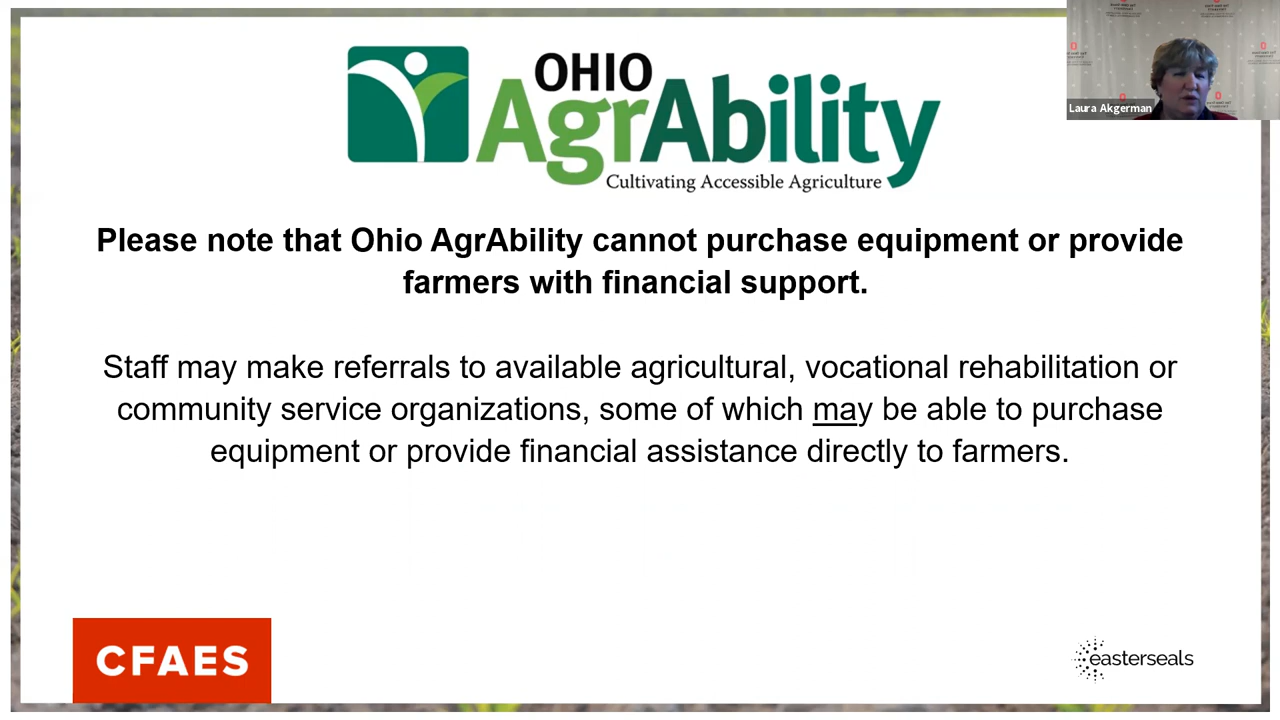 OHIO
AgrAbility
Cultivating Accessible Agriculture
Laura Akgerman
Please note that Ohio AgrAbility cannot purchase equipment or provide
farmers with financial support.
Staff may make referrals to available agricultural, vocational rehabilitation or
community service organizations, some of which may be able to purchase
equipment or provide financial assistance directly to farmers.
CFAES
easterseals